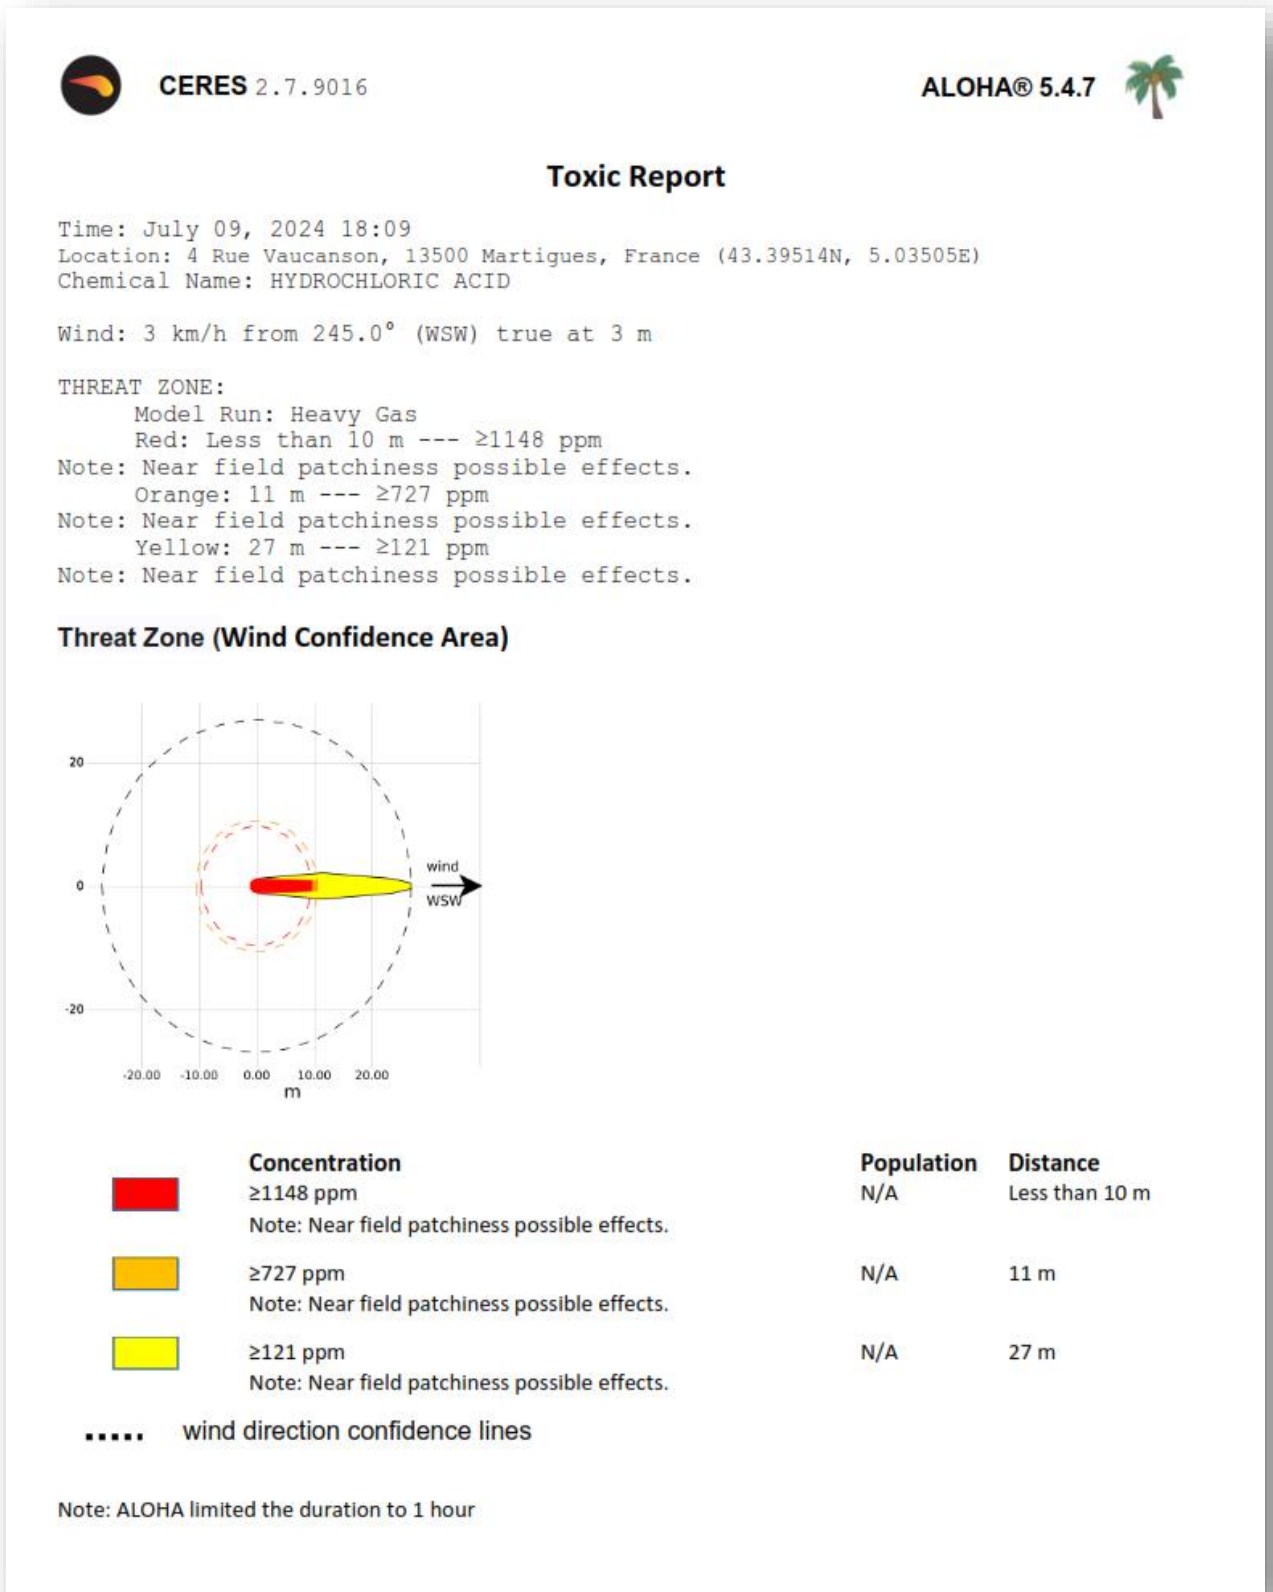 CERES 2.7.9016 ALOHA® 5.4.7
Toxic Report
Time: July 09, 2024 18:09
Location: 4 Rue Vaucanson, 13500 Martigues, France (43.39514N, 5.03505E)
Chemical Name: HYDROCHLORIC ACID
Wind: 3 km/h from 245.0° (WSW) true at 3 m
THREAT ZONE:
Model Run: Heavy Gas
Red: Less than 10 m --- ≥1148 ppm
Note: Near field patchiness possible effects.
Orange: 11 m --- ≥727 ppm
Note: Near field patchiness possible effects.
Yellow: 27 m --- ≥121 ppm
Note: Near field patchiness possible effects.
Threat Zone (Wind Confidence Area)
20
wind
0
WSW
-20
-20.00 -10.00 0.00 10.00 20.00
m
Concentration Population Distance
≥1148 ppm N/A Less than 10 m
Note: Near field patchiness possible effects.
≥727 ppm N/A 11 m
Note: Near field patchiness possible effects.
≥121 ppm N/A 27 m
Note: Near field patchiness possible effects.
wind direction confidence lines
Note: ALOHA limited the duration to 1 hour